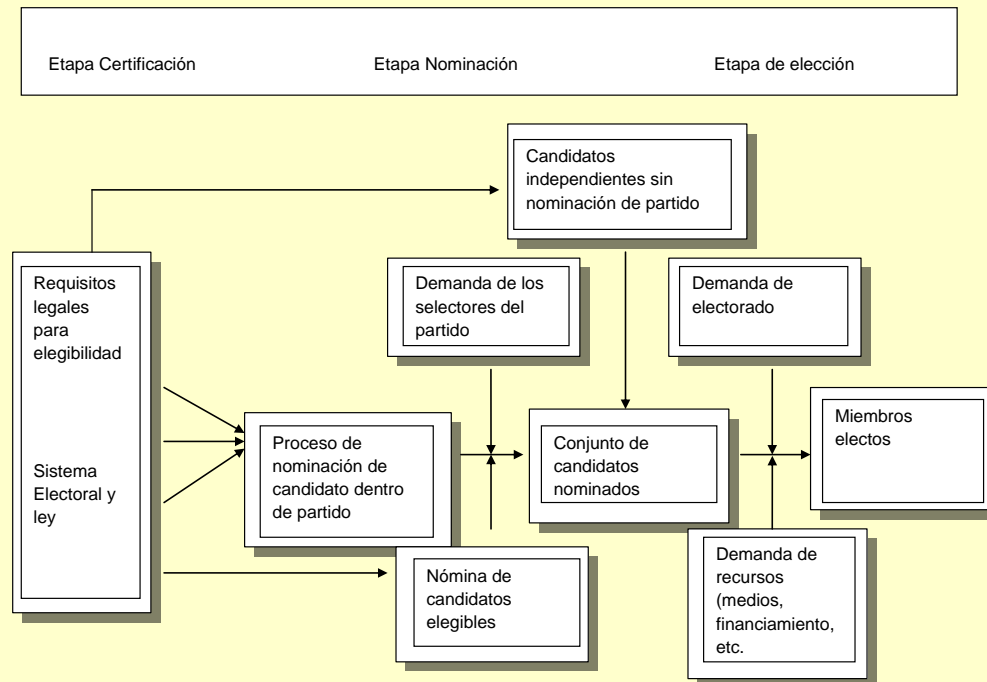 Etapa Certificación
Etapa Nominación
Etapa de elección
Candidatos
independientes sin
nominación de partido
Requisitos
legales
para
elegibilidad
Sistema
Electoral y
ley
Demanda de los
selectores del
partido
Demanda de
electorado
Proceso de
nominación de
candidato dentro
de partido
Conjunto de
candidatos
nominados
Miembros
electos
Nómina de
candidatos
elegibles
Demanda de
recursos
(medios,
financiamiento,
etc.